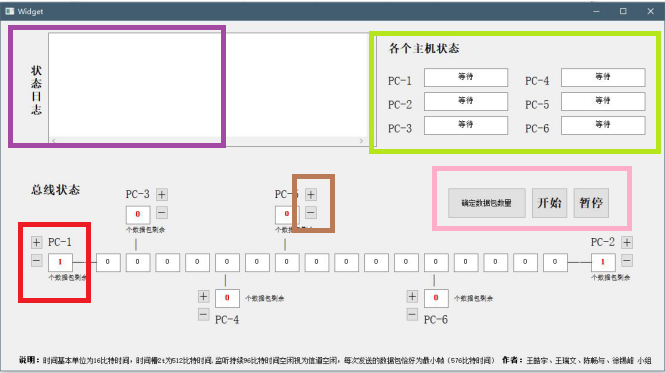 Widget
状态日志
各个主机状态
PC-1 等待 PC-4 等待
PC-2 等待 PC-5 等待
PC-3 等待 PC-6 等待
总线状态
PC-3 +
0 −
个数据包剩余
+
0 −
个数据包剩余
确定数据包数量 开始 暂停
+ PC-1
− 1
个数据包剩余
0 0 0 0 0 0 0 0 0 0 0 0 0 0 0 0
PC-2 +
1 −
个数据包剩余
+ 0 个数据包剩余
− PC-4
+ 0 个数据包剩余
− PC-6
说明：时间基本单位为16比特时间，时间槽2t为512比特时间,监听持续96比特时间空闲视为信道空闲，每次发送的数据包恰好为最小帧（576比特时间） 作者：王皓宇、王瑞文、陈畅与、徐扬 小组